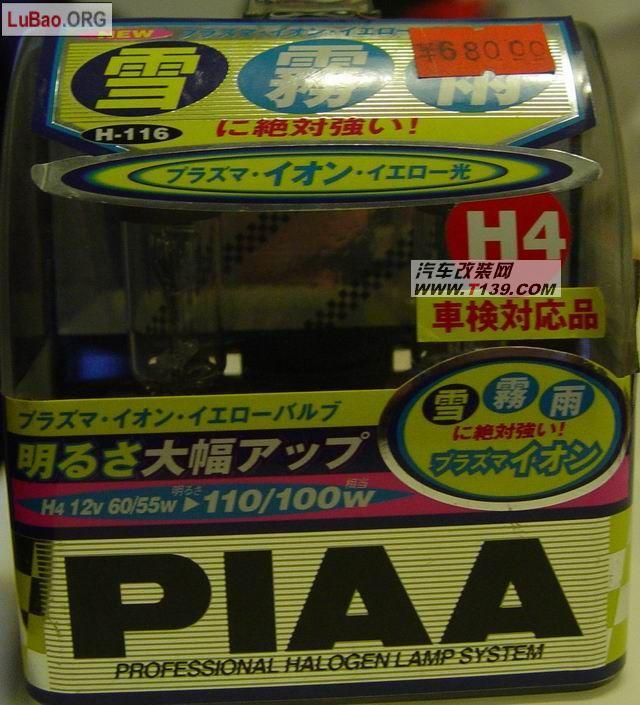 LuBao.ORG
NEW プラズマ・イオン・イエロー
¥680.00
雪 霧 雨
H-116
に絶対強い!
プラズマ・イオン・イエロー光
H4
汽车改装网
www.T139.com
車検対応品
雪 霧 雨
に絶対強い!
プラズマイオン
プラズマ・イオン・イエローバルブ
明るさ大幅アップ
明るさ 相当
H4 12v 60/55w ▶110/100w
PIAA
PROFESSIONAL HALOGEN LAMP SYSTEM